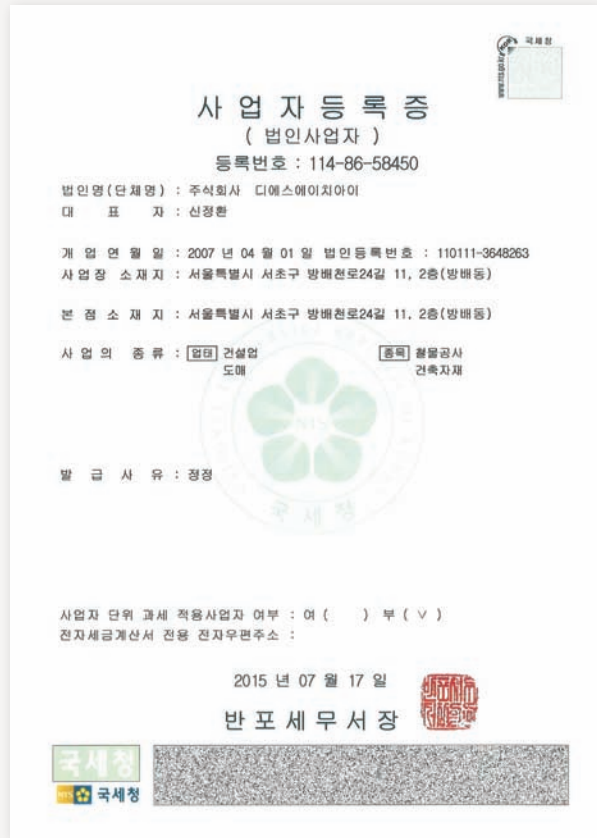 국세청
사업자등록증
( 법인사업자 )
등록번호 : 114-86-58450
법인명(단체명) : 주식회사 디에스에이치아이
대 표 자 : 신정환
개 업 연 월 일 : 2007 년 04 월 01 일 법인등록번호 : 110111-3648263
사업장 소재지 : 서울특별시 서초구 방배천로24길 11, 2층(방배동)
본 점 소 재 지 : 서울특별시 서초구 방배천로24길 11, 2층(방배동)
사 업 의 종 류 : 업태 건설업 종목 철물공사
도매 건축자재
NTS
국세청
발 급 사 유 : 정정
사업자 단위 과세 적용사업자 여부 : 여 ( ) 부 ( ∨ )
전자세금계산서 전용 전자우편주소 :
2015 년 07 월 17 일
반포세무서장
국세청
NTS 국세청